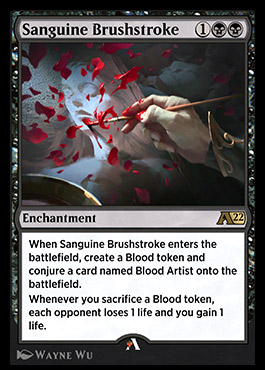 Sanguine Brushstroke 1
Enchantment A22
When Sanguine Brushstroke enters the
battlefield, create a Blood token and
conjure a card named Blood Artist onto the
battlefield.
Whenever you sacrifice a Blood token,
each opponent loses 1 life and you gain 1
life.
Wayne Wu